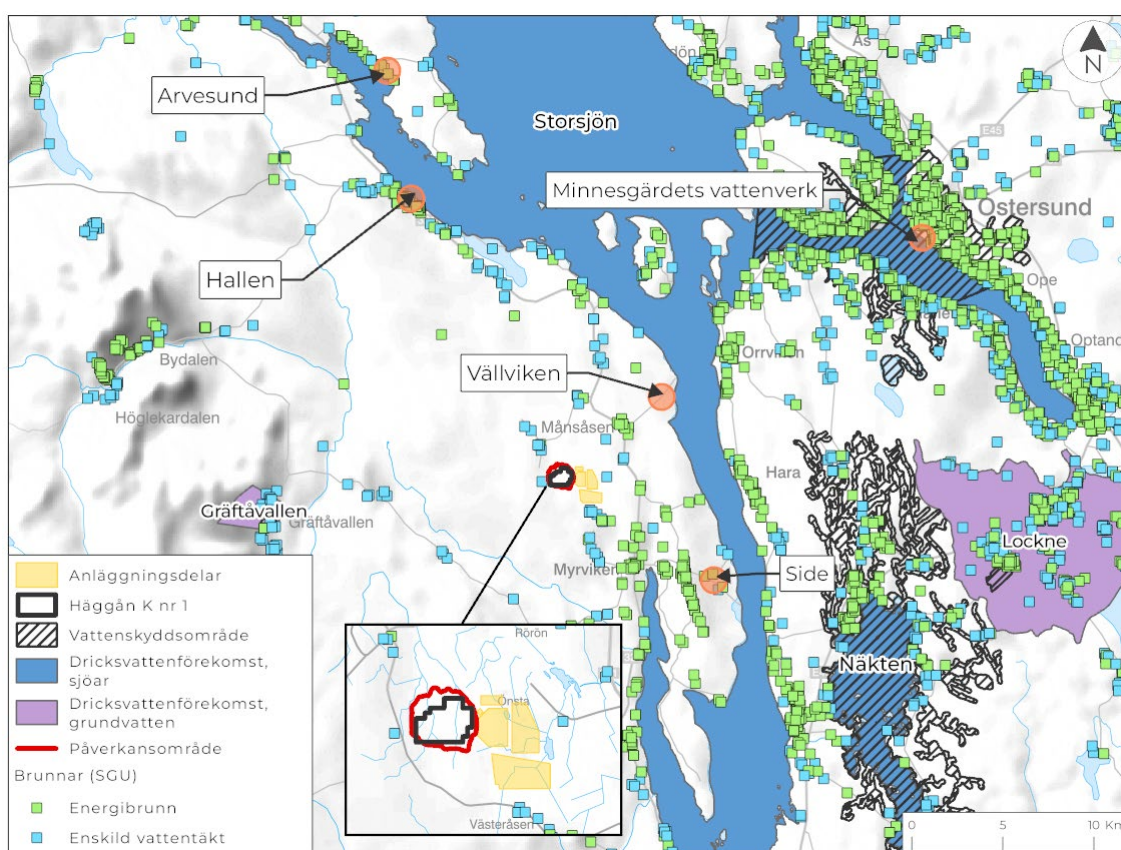 As
N
Arvesund
Storsjön
E45
Minnesgärdets vattenverk
Östersund
Hallen
Ope
Bydalen
Orrviken
Optand
Vällviken
Höglekardalen
Månsåsen
Hara
Gräftåvallen
Gräftåvallen
Lockne
Myrviken
Side
Näkten
Rörön
Önsta
Västeråsen
Anläggningsdelar
Häggån K nr 1
Vattenskyddsområde
Dricksvattenförekomst,
sjöar
Dricksvattenförekomst,
grundvatten
Påverkansområde
Brunnar (SGU)
Energibrunn
Enskild vattentäkt
0 5 10 Km